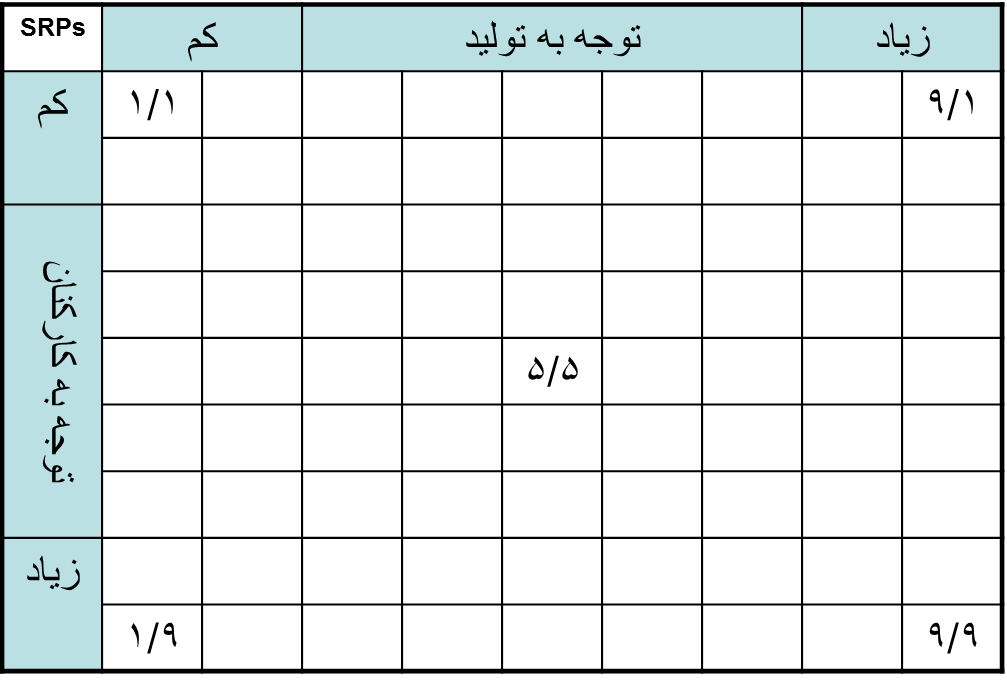 SRPs
کم
توجه به تولید
زیاد
کم
۱/۱
۹/۱
توجه به کارکنان
۵/۵
زیاد
۱/۹
۹/۹